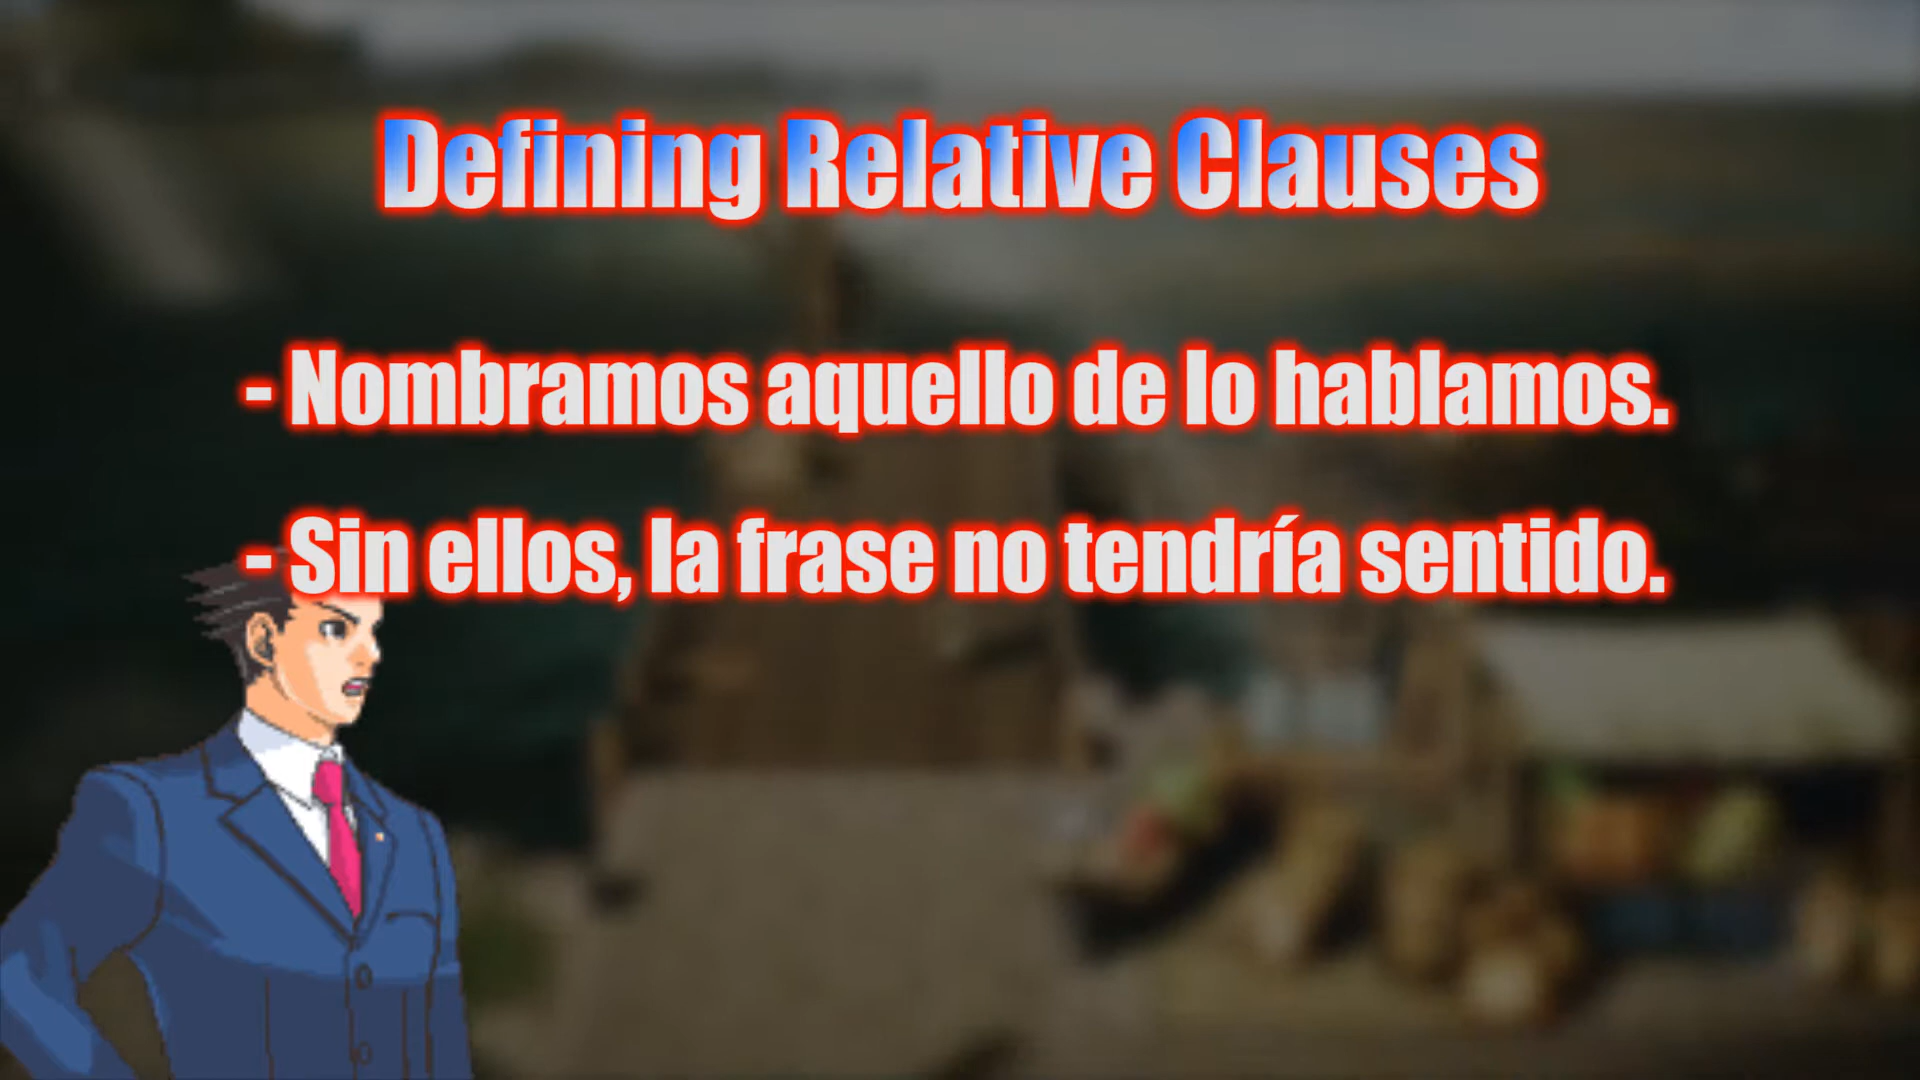 Defining Relative Clauses
- Nombramos aquello de lo hablamos.
- Sin ellos, la frase no tendría sentido.